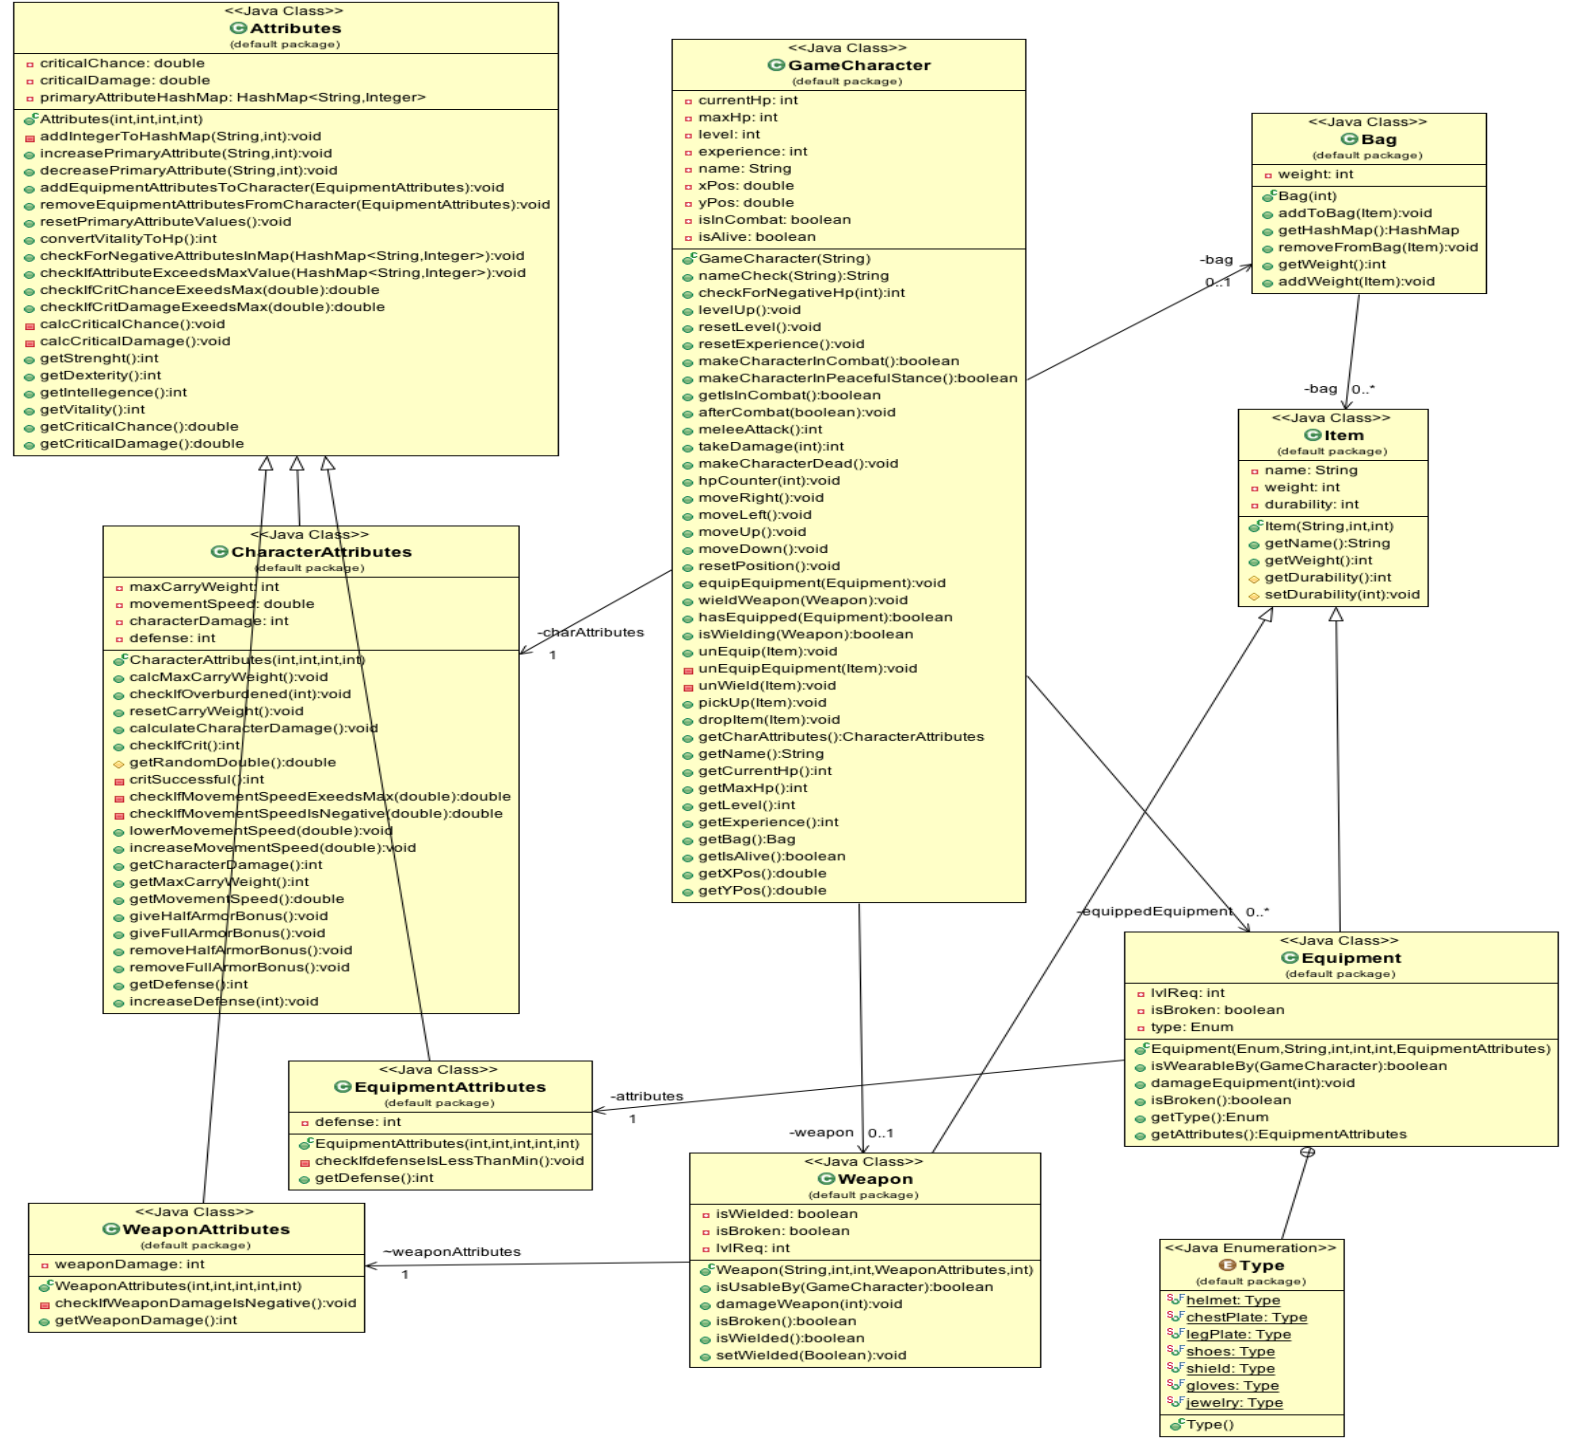 <<Java Class>>
Attributes
(default package)
criticalChance: double
criticalDamage: double
primaryAttributeHashMap: HashMap<String,Integer>
Attributes(int,int,int,int)
addIntegerToHashMap(String,int):void
increasePrimaryAttribute(String,int):void
decreasePrimaryAttribute(String,int):void
addEquipmentAttributesToCharacter(EquipmentAttributes):void
removeEquipmentAttributesFromCharacter(EquipmentAttributes):void
resetPrimaryAttributeValues():void
convertVitalityToHp():int
checkForNegativeAttributesInMap(HashMap<String,Integer>):void
checkIfAttributeExceedsMaxValue(HashMap<String,Integer>):void
checkIfCritChanceExeedsMax(double):double
checkIfCritDamageExeedsMax(double):double
calcCriticalChance():void
calcCriticalDamage():void
getStrenght():int
getDexterity():int
getIntellegence():int
getVitality():int
getCriticalChance():double
getCriticalDamage():double
<<Java Class>>
GameCharacter
(default package)
currentHp: int
maxHp: int
level: int
experience: int
name: String
xPos: double
yPos: double
isInCombat: boolean
isAlive: boolean
GameCharacter(String)
nameCheck(String):String
checkForNegativeHp(int):int
levelUp():void
resetLevel():void
resetExperience():void
makeCharacterInCombat():boolean
makeCharacterInPeacefulStance():boolean
getIsInCombat():boolean
afterCombat(boolean):void
meleeAttack():int
takeDamage(int):int
makeCharacterDead():void
hpCounter(int):void
moveRight():void
moveLeft():void
moveUp():void
moveDown():void
resetPosition():void
equipEquipment(Equipment):void
wieldWeapon(Weapon):void
hasEquipped(Equipment):boolean
isWielding(Weapon):boolean
unEquip(Item):void
unEquipEquipment(Item):void
unWield(Item):void
pickUp(Item):void
dropItem(Item):void
getCharAttributes():CharacterAttributes
getName():String
getCurrentHp():int
getMaxHp():int
getLevel():int
getExperience():int
getBag():Bag
getIsAlive():boolean
getXPos():double
getYPos():double
<<Java Class>>
Bag
(default package)
weight: int
Bag(int)
addToBag(Item):void
getHashMap():HashMap
removeFromBag(Item):void
getWeight():int
addWeight(Item):void
-bag
0..1
-bag 0..*
<<Java Class>>
Item
(default package)
name: String
weight: int
durability: int
Item(String,int,int)
getName():String
getWeight():int
getDurability():int
setDurability(int):void
<<Java Class>>
CharacterAttributes
(default package)
maxCarryWeight: int
movementSpeed: double
characterDamage: int
defense: int
CharacterAttributes(int,int,int,int)
calcMaxCarryWeight():void
checkIfOverburdened(int):void
resetCarryWeight():void
calculateCharacterDamage():void
checkIfCrit():int
getRandomDouble():double
critSuccessful():int
checkIfMovementSpeedExeedsMax(double):double
checkIfMovementSpeedIsNegative(double):double
lowerMovementSpeed(double):void
increaseMovementSpeed(double):void
getCharacterDamage():int
getMaxCarryWeight():int
getMovementSpeed():double
giveHalfArmorBonus():void
giveFullArmorBonus():void
removeHalfArmorBonus():void
removeFullArmorBonus():void
getDefense():int
increaseDefense(int):void
-charAttributes
1
-equippedEquipment 0..*
<<Java Class>>
Equipment
(default package)
lvlReq: int
isBroken: boolean
type: Enum
Equipment(Enum,String,int,int,int,EquipmentAttributes)
isWearableBy(GameCharacter):boolean
damageEquipment(int):void
isBroken():boolean
getType():Enum
getAttributes():EquipmentAttributes
<<Java Class>>
EquipmentAttributes
(default package)
defense: int
EquipmentAttributes(int,int,int,int,int)
checkIfdefenseIsLessThanMin():void
getDefense():int
-attributes
1
-weapon 0..1
<<Java Class>>
Weapon
(default package)
isWielded: boolean
isBroken: boolean
lvlReq: int
Weapon(String,int,int,WeaponAttributes,int)
isUsableBy(GameCharacter):boolean
damageWeapon(int):void
isBroken():boolean
isWielded():boolean
setWielded(Boolean):void
<<Java Class>>
WeaponAttributes
(default package)
weaponDamage: int
WeaponAttributes(int,int,int,int,int)
checkIfWeaponDamageIsNegative():void
getWeaponDamage():int
~weaponAttributes
1
<<Java Enumeration>>
Type
(default package)
helmet: Type
chestPlate: Type
legPlate: Type
shoes: Type
shield: Type
gloves: Type
jewelry: Type
Type()